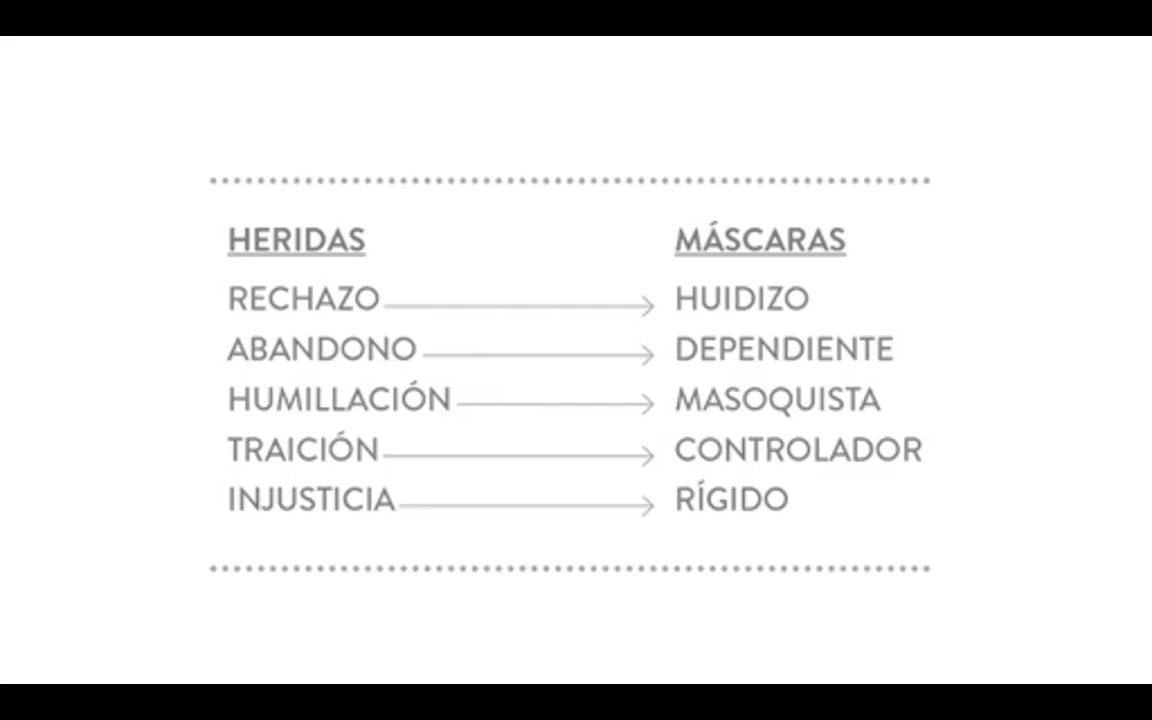 HERIDAS MÁSCARAS
RECHAZO HUIDIZO
ABANDONO DEPENDIENTE
HUMILLACIÓN MASOQUISTA
TRAICIÓN CONTROLADOR
INJUSTICIA RÍGIDO